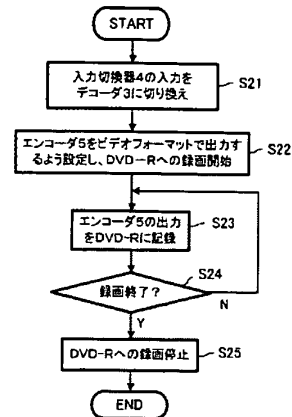 START
入力切換器4の入力を
デコーダ3に切り換え
S21
エンコーダ5をビデオフォーマットで出力す
るよう設定し、DVD-Rへの録画開始
S22
エンコーダ5の出力
をDVD-Rに記録
S23
録画終了?
S24
N
Y
DVD-Rへの録画停止
S25
END